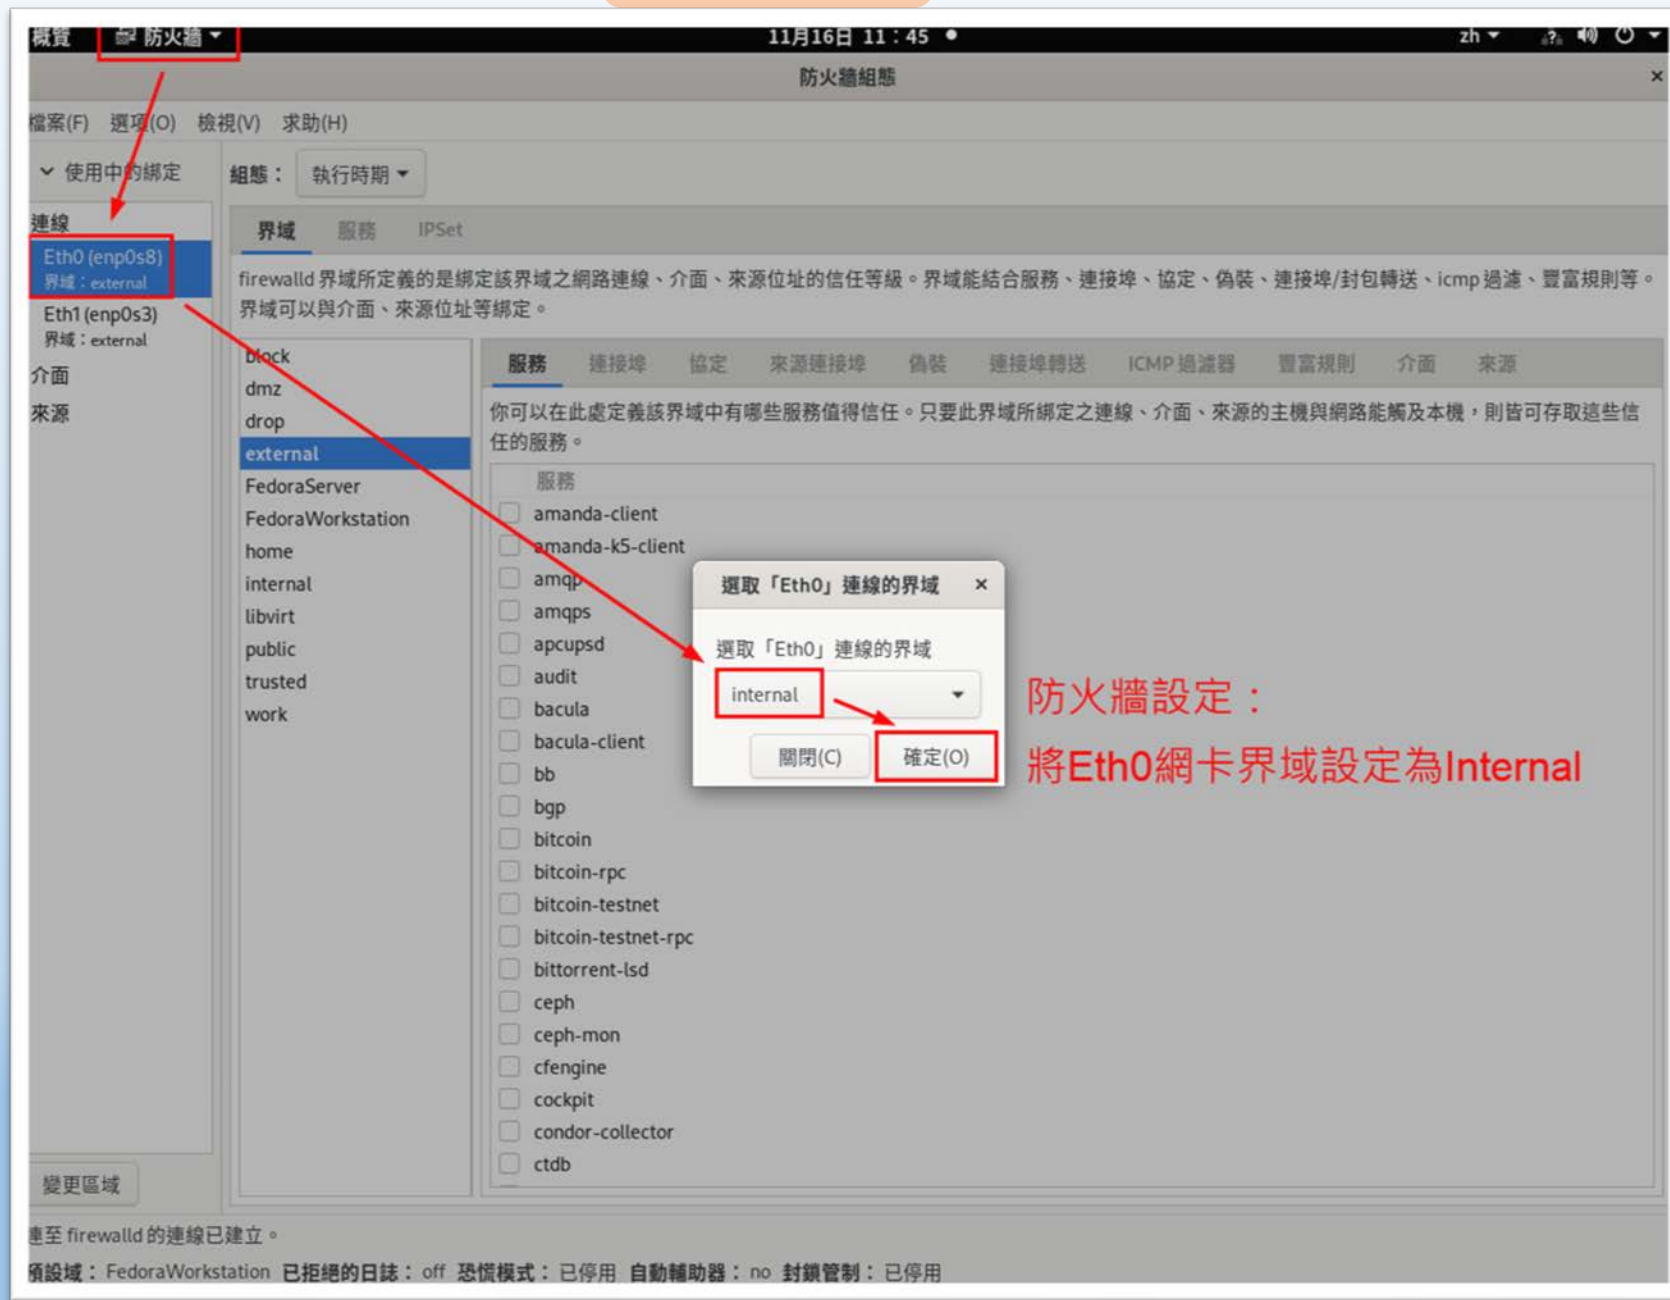 概覽 防火牆 11月16日 11：45 zh
防火牆組態
檔案(F) 選項(O) 檢視(V) 求助(H)
使用中的綁定
組態： 執行時期
連線
Eth0 (enp0s8)
界域：external
Eth1 (enp0s3)
界域：external
介面
來源
界域 服務 IPSet
firewalld 界域所定義的是綁定該界域之網路連線、介面、來源位址的信任等級。界域能結合服務、連接埠、協定、偽裝、連接埠/封包轉送、icmp 過濾、豐富規則等。
界域可以與介面、來源位址等綁定。
block
dmz
drop
external
FedoraServer
FedoraWorkstation
home
internal
libvirt
public
trusted
work
服務 連接埠 協定 來源連接埠 偽裝 連接埠轉送 ICMP 過濾器 豐富規則 介面 來源
你可以在此處定義該界域中有哪些服務值得信任。只要此界域所綁定之連線、介面、來源的主機與網路能觸及本機，則皆可存取這些信
任的服務。
服務
amanda-client
amanda-k5-client
amqp
amqps
apcupsd
audit
bacula
bacula-client
bb
bgp
bitcoin
bitcoin-rpc
bitcoin-testnet
bitcoin-testnet-rpc
bittorrent-lsd
ceph
ceph-mon
cfengine
cockpit
condor-collector
ctdb
選取「Eth0」連線的界域
選取「Eth0」連線的界域
internal
關閉(C) 確定(O)
防火牆設定：
將Eth0網卡界域設定為Internal
變更區域
連至 firewalld 的連線已建立。
預設域： FedoraWorkstation 已拒絕的日誌： off 恐慌模式： 已停用 自動輔助器： no 封鎖管制： 已停用